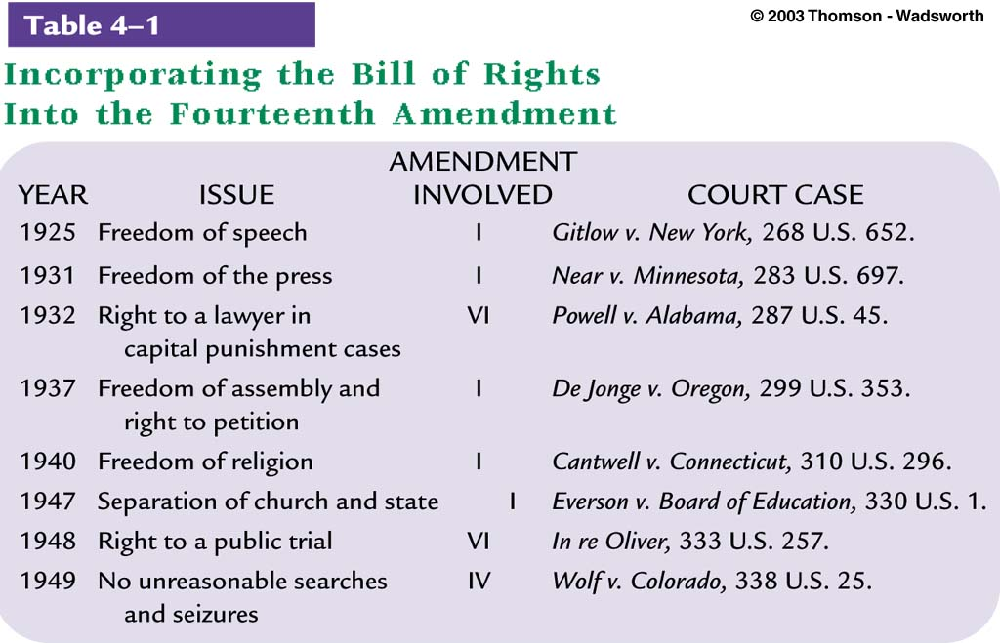 Table 4–1
© 2003 Thomson - Wadsworth
Incorporating the Bill of Rights
Into the Fourteenth Amendment
AMENDMENT
YEAR ISSUE INVOLVED COURT CASE
1925 Freedom of speech I Gitlow v. New York, 268 U.S. 652.
1931 Freedom of the press I Near v. Minnesota, 283 U.S. 697.
1932 Right to a lawyer in VI Powell v. Alabama, 287 U.S. 45.
capital punishment cases
1937 Freedom of assembly and I De Jonge v. Oregon, 299 U.S. 353.
right to petition
1940 Freedom of religion I Cantwell v. Connecticut, 310 U.S. 296.
1947 Separation of church and state I Everson v. Board of Education, 330 U.S. 1.
1948 Right to a public trial VI In re Oliver, 333 U.S. 257.
1949 No unreasonable searches IV Wolf v. Colorado, 338 U.S. 25.
and seizures